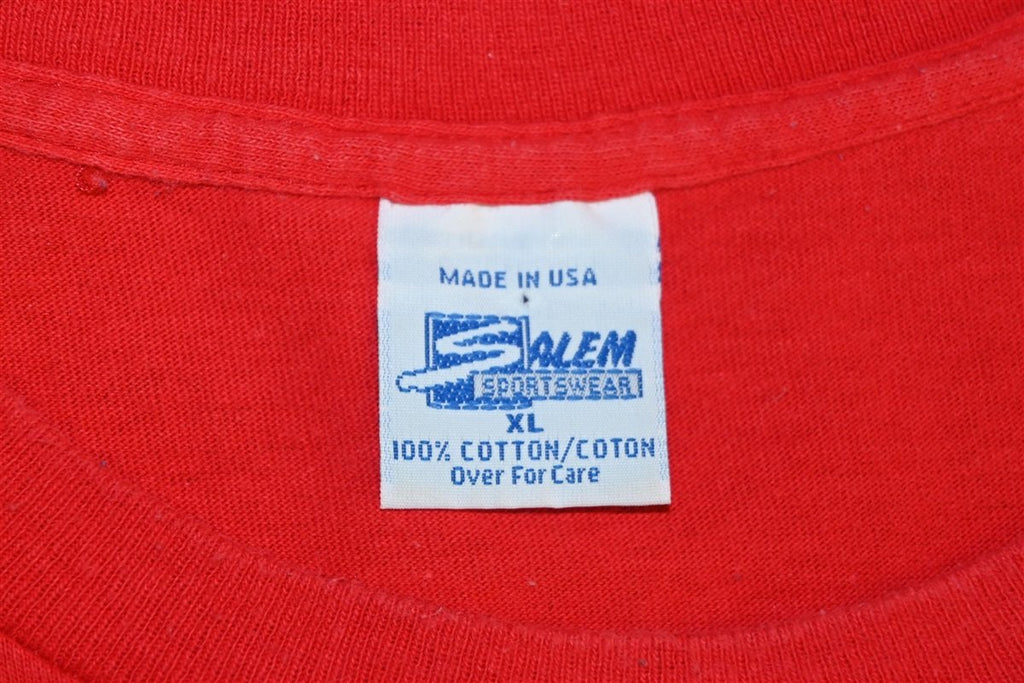 MADE IN USA
SALEM
SPORTSWEAR
XL
100% COTTON/COTON
Over For Care